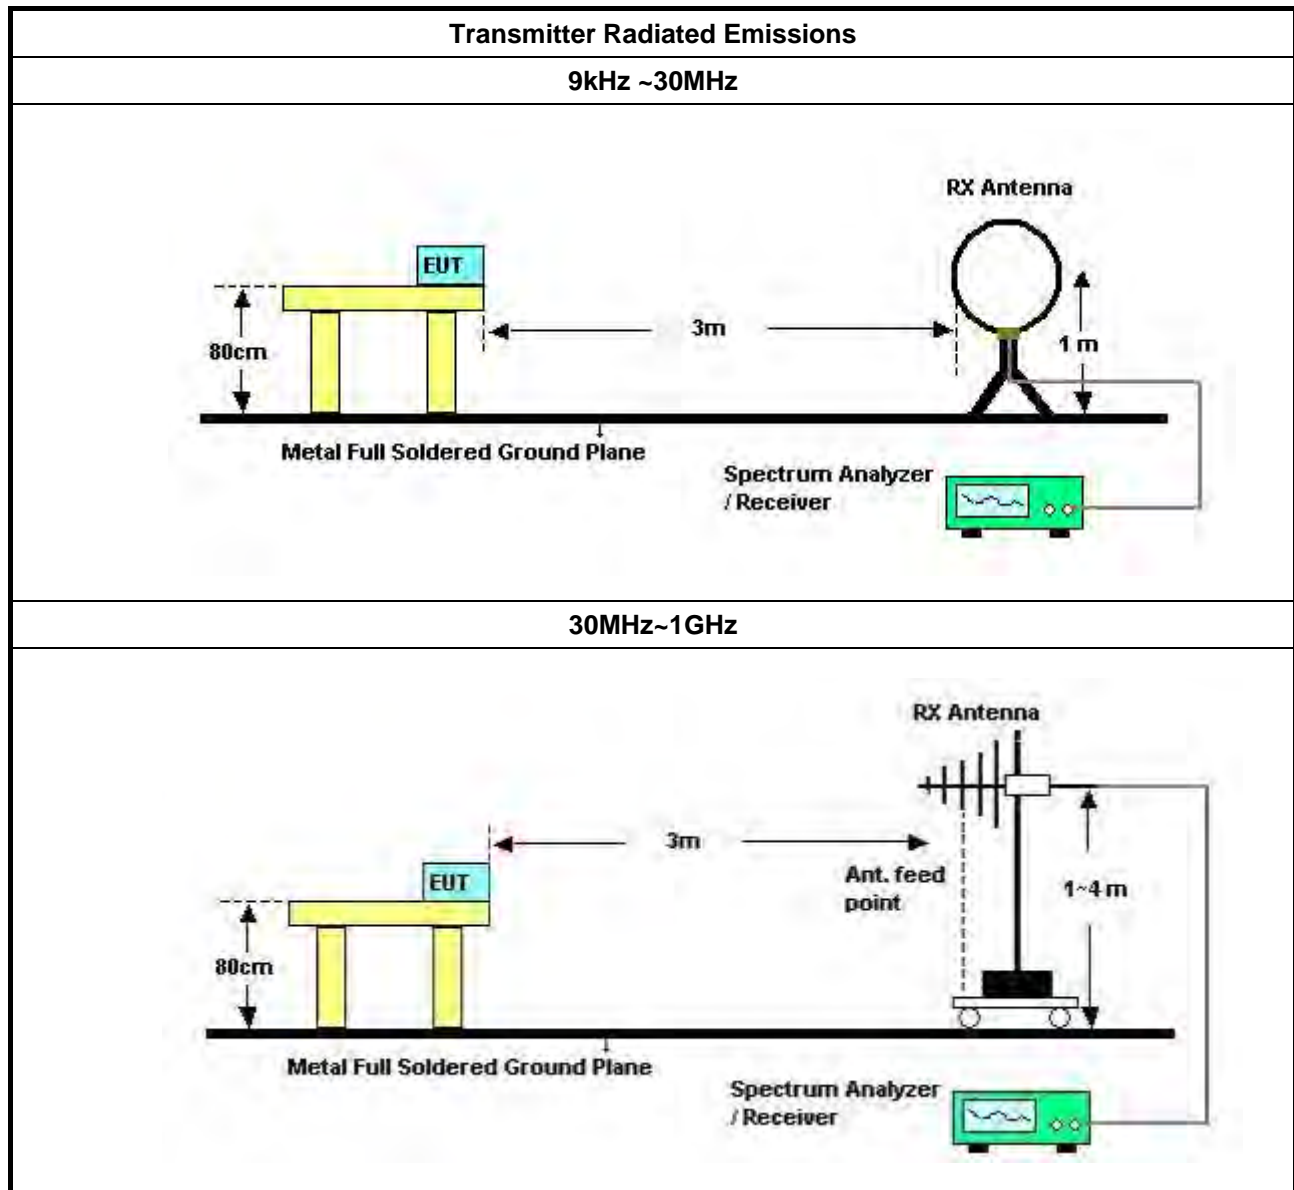 Transmitter Radiated Emissions
9kHz ~30MHz
RX Antenna
EUT
3m
80cm
1 m
Metal Full Soldered Ground Plane
Spectrum Analyzer
/ Receiver
30MHz~1GHz
RX Antenna
3m
EUT
Ant. feed
point
1~4 m
80cm
Metal Full Soldered Ground Plane
Spectrum Analyzer
/ Receiver